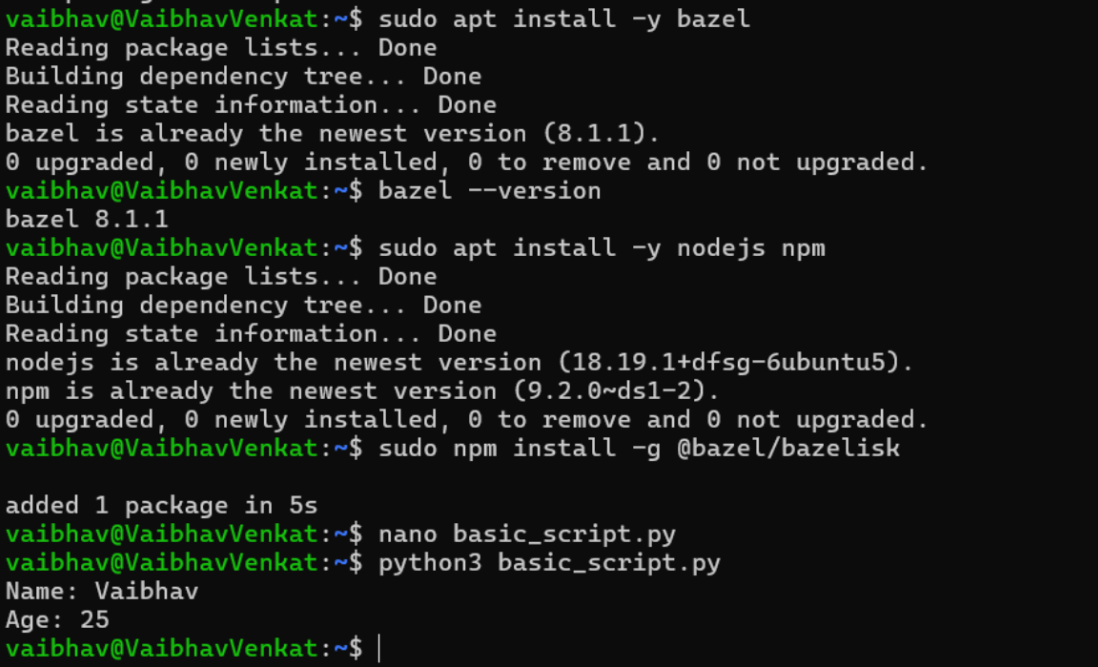 vaibhav@VaibhavVenkat:~$ sudo apt install -y bazel
Reading package lists... Done
Building dependency tree... Done
Reading state information... Done
bazel is already the newest version (8.1.1).
0 upgraded, 0 newly installed, 0 to remove and 0 not upgraded.
vaibhav@VaibhavVenkat:~$ bazel --version
bazel 8.1.1
vaibhav@VaibhavVenkat:~$ sudo apt install -y nodejs npm
Reading package lists... Done
Building dependency tree... Done
Reading state information... Done
nodejs is already the newest version (18.19.1+dfsg-6ubuntu5).
npm is already the newest version (9.2.0~ds1-2).
0 upgraded, 0 newly installed, 0 to remove and 0 not upgraded.
vaibhav@VaibhavVenkat:~$ sudo npm install -g @bazel/bazelisk
added 1 package in 5s
vaibhav@VaibhavVenkat:~$ nano basic_script.py
vaibhav@VaibhavVenkat:~$ python3 basic_script.py
Name: Vaibhav
Age: 25
vaibhav@VaibhavVenkat:~$